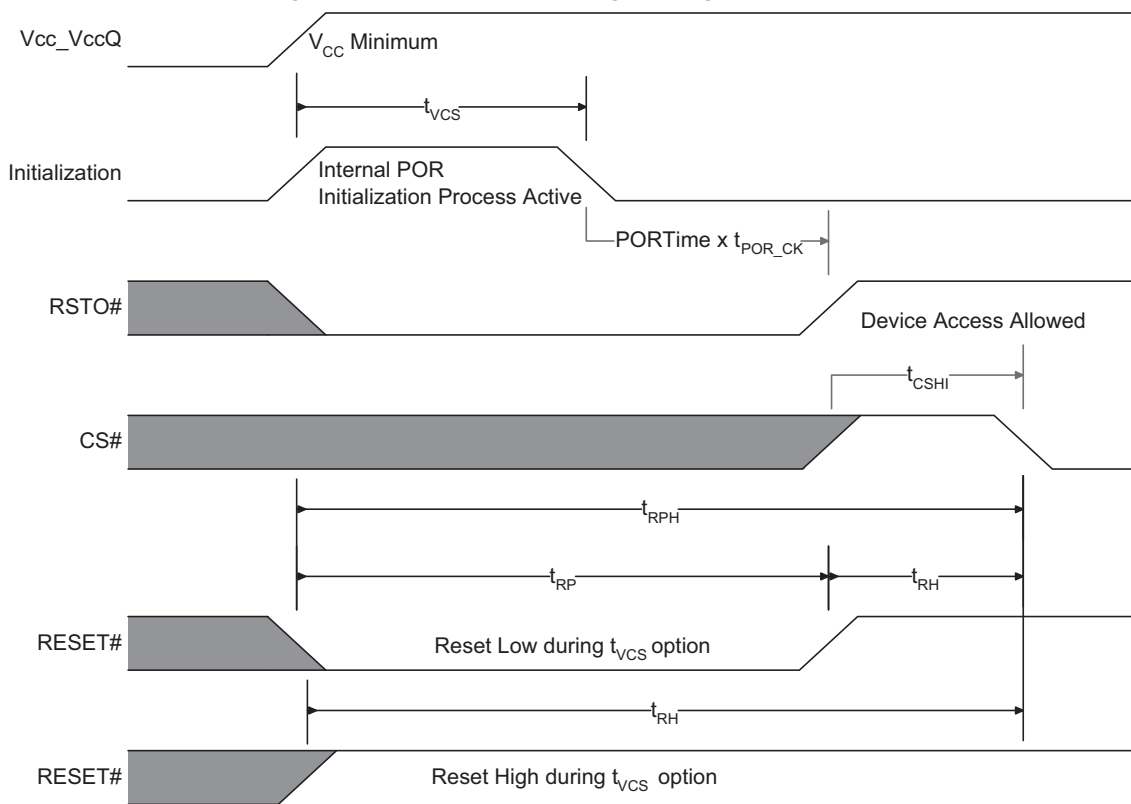 Vcc_VccQ
VCC Minimum
tVCS
Initialization
Internal POR
Initialization Process Active
PORTime x tPOR_CK
RSTO#
Device Access Allowed
tCSHI
CS#
tRPH
tRP
tRH
RESET#
Reset Low during tVCS option
tRH
RESET#
Reset High during tVCS option